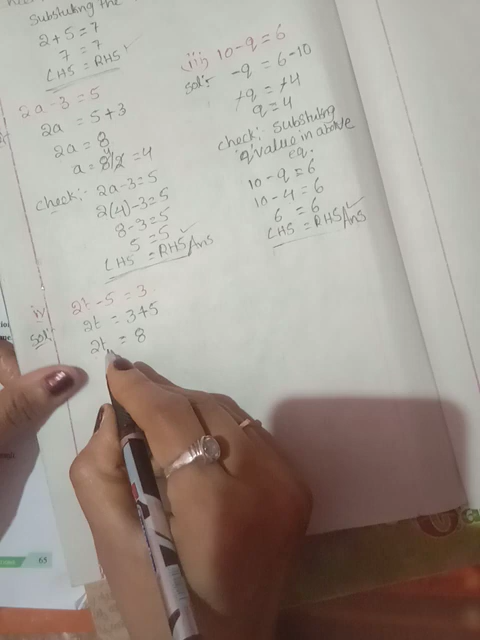 Substuting the
2 + 5 = 7
7 = 7
LHS = RHS ✓
2a - 3 = 5
2a = 5 + 3
2a = 8
a = 8/2 = 4
check:- 2a - 3 = 5
2(4) - 3 = 5
8 - 3 = 5
5 = 5 ✓
LHS = RHS/Ans
iv 2t - 5 = 3
Sol:- 2t = 3 + 5
2t = 8
(iii) 10 - q = 6
Sol:- -q = 6 - 10
-q = -4
q = 4
check: Substuting
q value in above
eq.
10 - q = 6
10 - 4 = 6
6 = 6 ✓
LHS = RHS/Ans
65